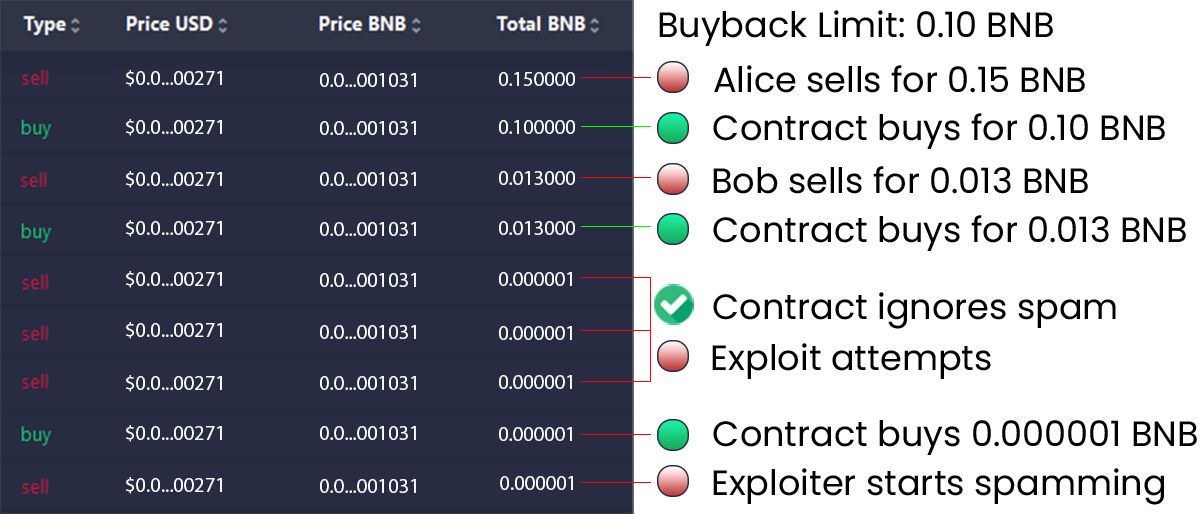 Type Price USD Price BNB Total BNB Buyback Limit: 0.10 BNB
sell $0.0...00271 0.0...001031 0.150000 Alice sells for 0.15 BNB
buy $0.0...00271 0.0...001031 0.100000 Contract buys for 0.10 BNB
sell $0.0...00271 0.0...001031 0.013000 Bob sells for 0.013 BNB
buy $0.0...00271 0.0...001031 0.013000 Contract buys for 0.013 BNB
sell $0.0...00271 0.0...001031 0.000001
Contract ignores spam
sell $0.0...00271 0.0...001031 0.000001
Exploit attempts
sell $0.0...00271 0.0...001031 0.000001
buy $0.0...00271 0.0...001031 0.000001 Contract buys 0.000001 BNB
sell $0.0...00271 0.0...001031 0.000001 Exploiter starts spamming